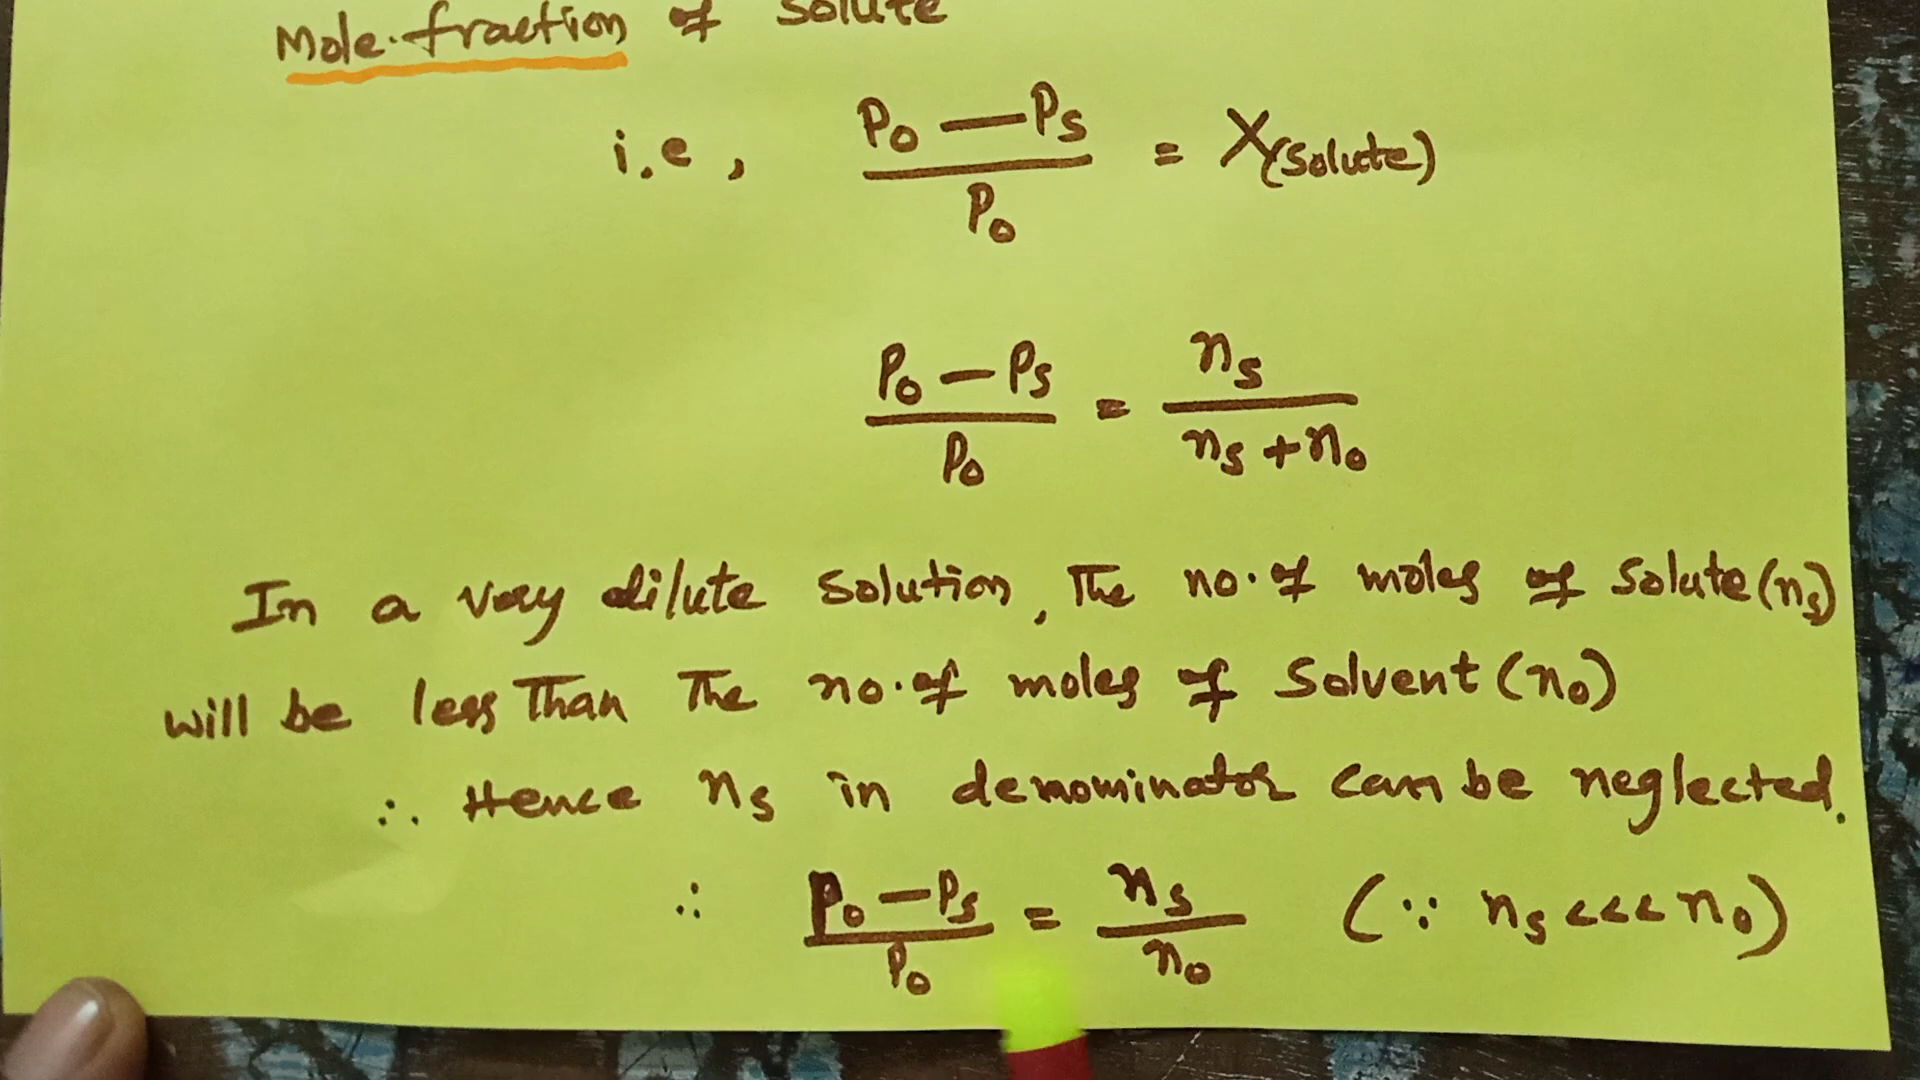 Mole.fraction of solute
i.e, P₀ — Pₛ / P₀ = X(solute)
P₀ — Pₛ / P₀ = nₛ / nₛ + n₀
In a very dilute solution, The no. of moles of solute (nₛ)
will be less Than The no. of moles of Solvent (n₀)
∴ Hence nₛ in denominator can be neglected.
∴ P₀ — Pₛ / P₀ = nₛ / n₀ (∵ nₛ <<< n₀)